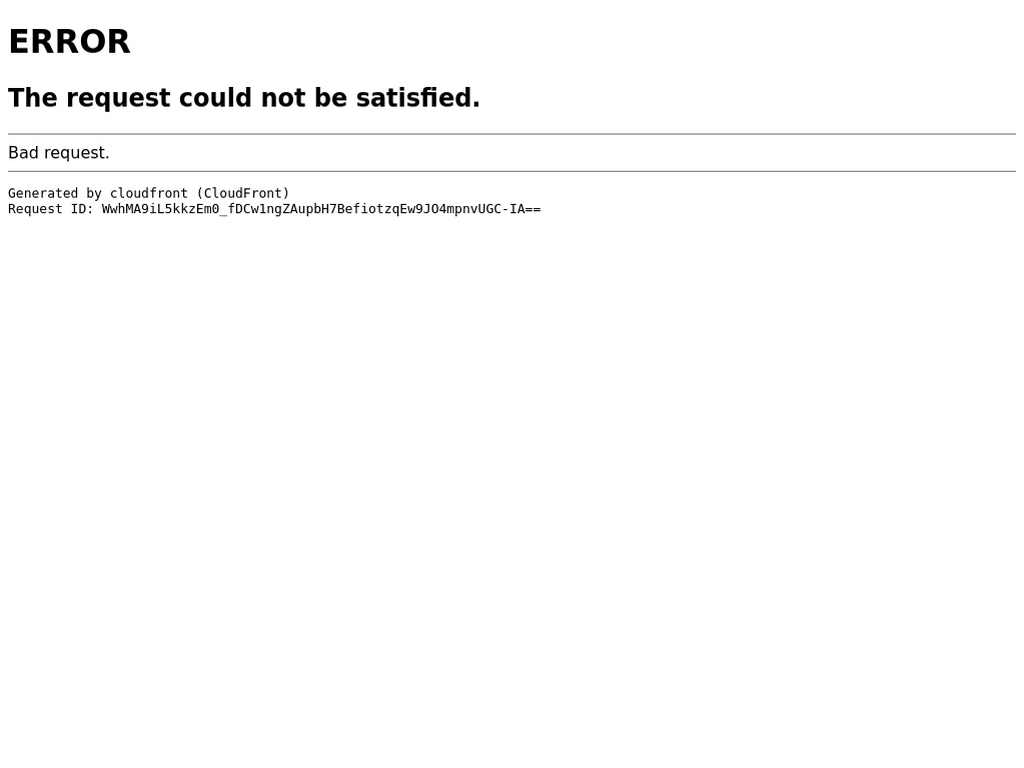 ERROR
The request could not be satisfied.
Bad request.
Generated by cloudfront (CloudFront)
Request ID: WwhMA9iL5kkzEm0_fDCw1ngZAupbH7BefiotzqEw9JO4mpnvUGC-IA==